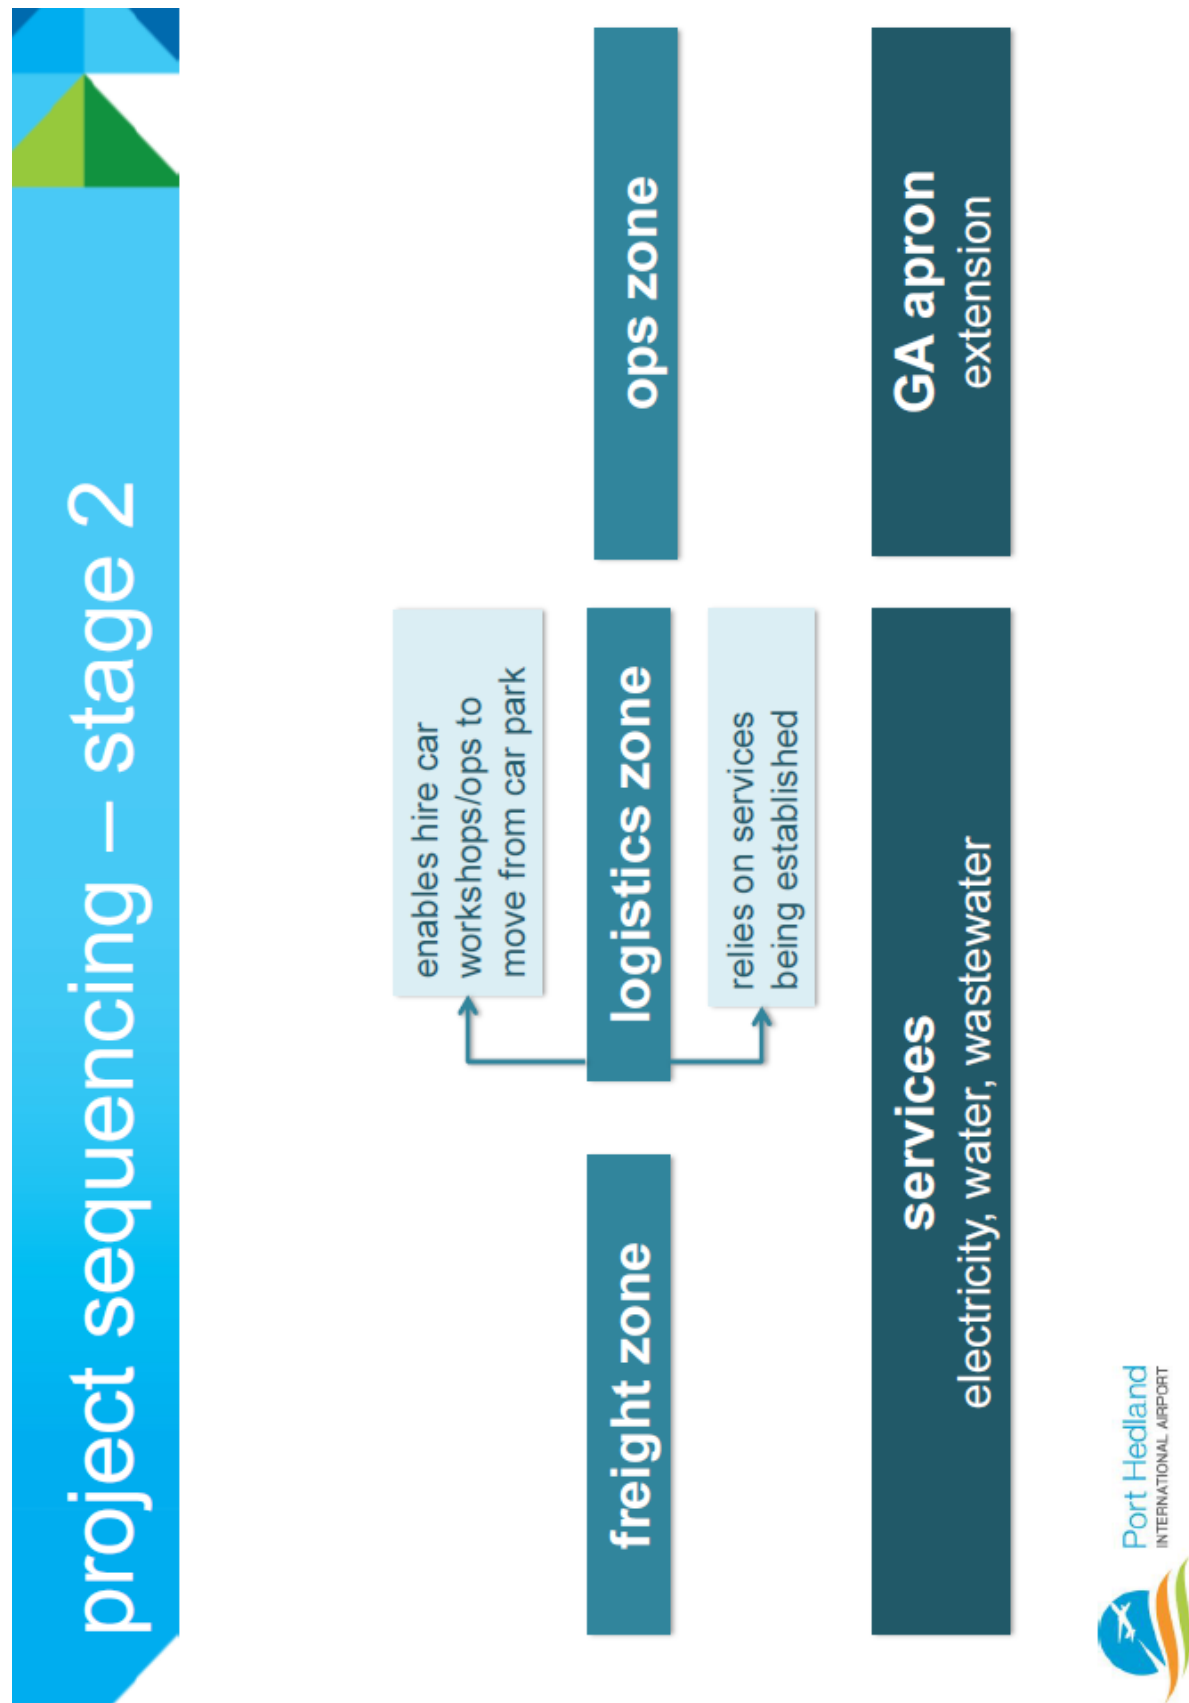 project sequencing – stage 2
enables hire car
workshops/ops to
move from car park
freight zone
logistics zone
ops zone
relies on services
being established
services
electricity, water, wastewater
GA apron
extension
Port Hedland
INTERNATIONAL AIRPORT